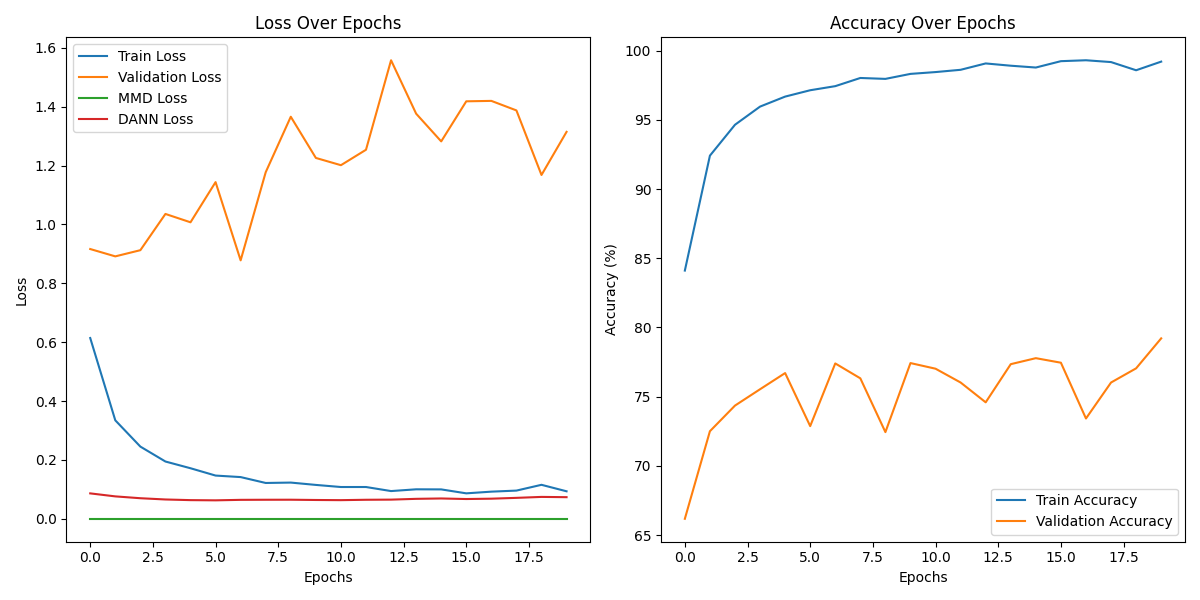 Loss Over Epochs
Train Loss
Validation Loss
MMD Loss
DANN Loss
1.6
1.4
1.2
1.0
0.8
0.6
0.4
0.2
0.0
Loss
0.0 2.5 5.0 7.5 10.0 12.5 15.0 17.5
Epochs
Accuracy Over Epochs
100
95
90
85
80
75
70
65
Accuracy (%)
Train Accuracy
Validation Accuracy
0.0 2.5 5.0 7.5 10.0 12.5 15.0 17.5
Epochs